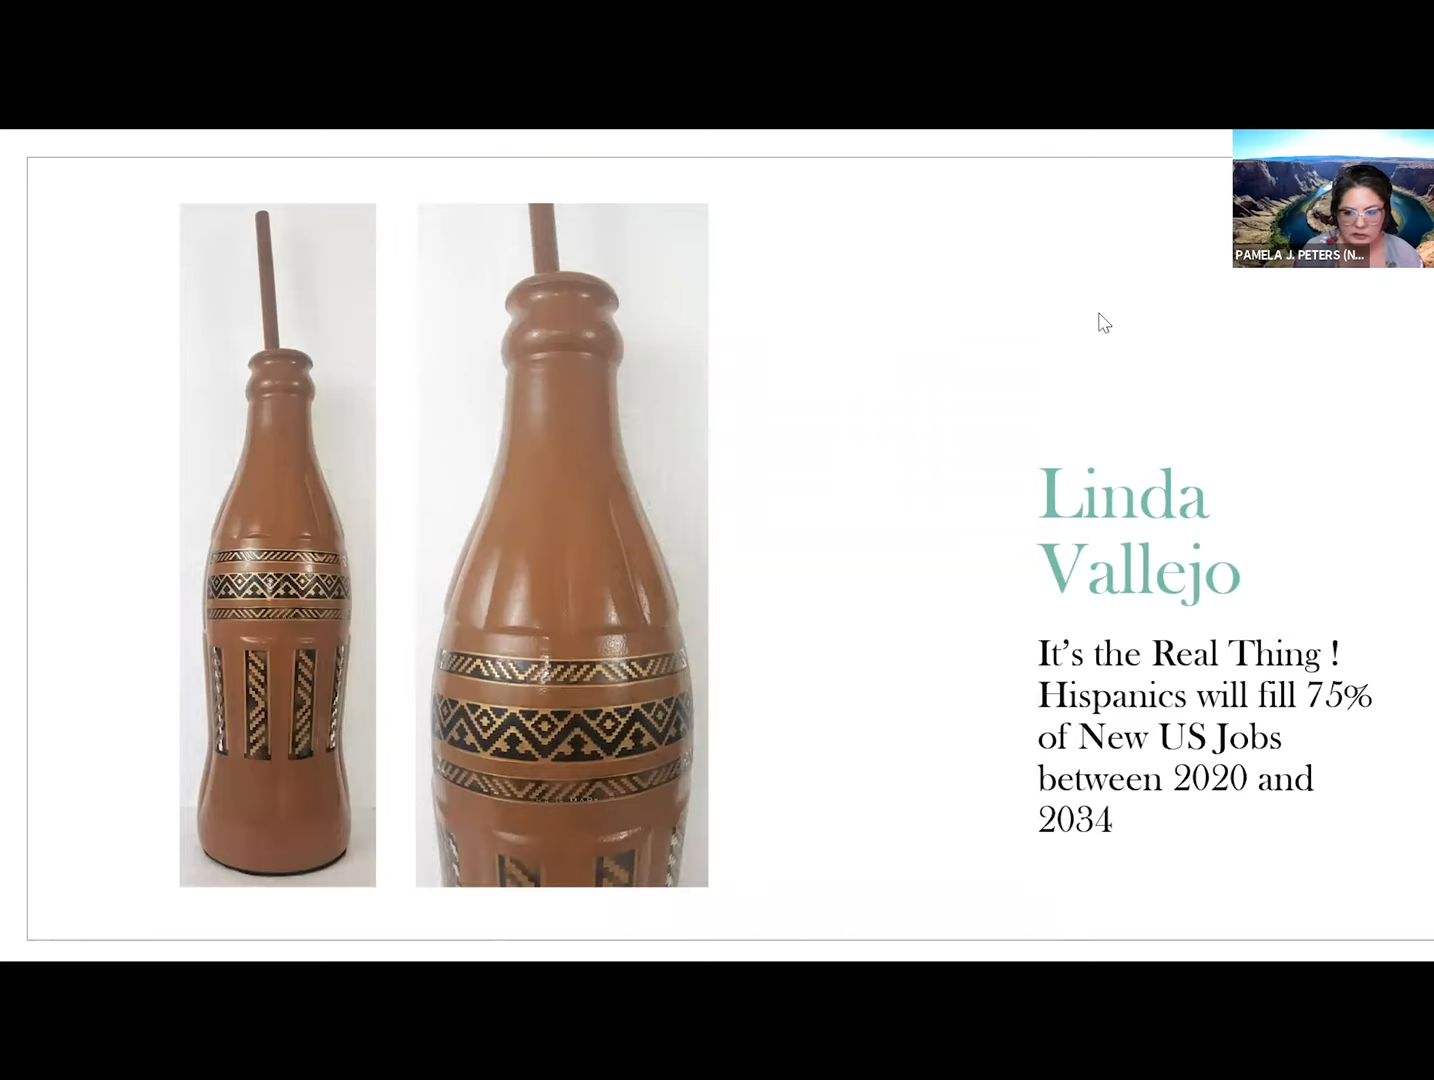 PAMELA J. PETERS (N...
Linda
Vallejo
It's the Real Thing !
Hispanics will fill 75%
of New US Jobs
between 2020 and
2034